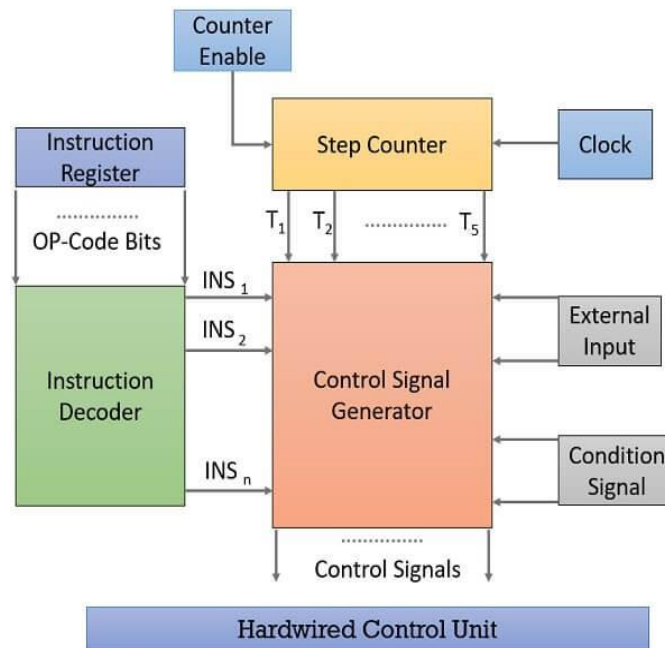 Counter
Enable
Step Counter
Clock
Instruction
Register
T1 T2 .............. T5
..............
OP-Code Bits
INS 1
INS 2
External
Input
Instruction
Decoder
Control Signal
Generator
INS n
Condition
Signal
..............
Control Signals
Hardwired Control Unit